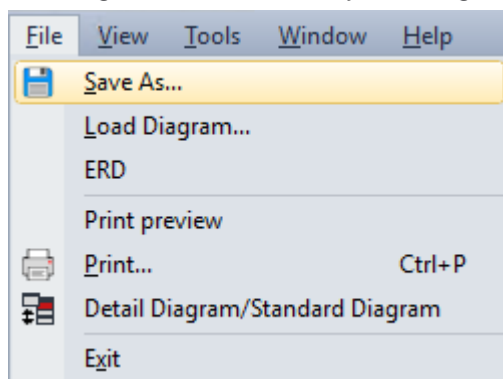 File View Tools Window Help
Save As...
Load Diagram...
ERD
Print preview
Print... Ctrl+P
Detail Diagram/Standard Diagram
Exit